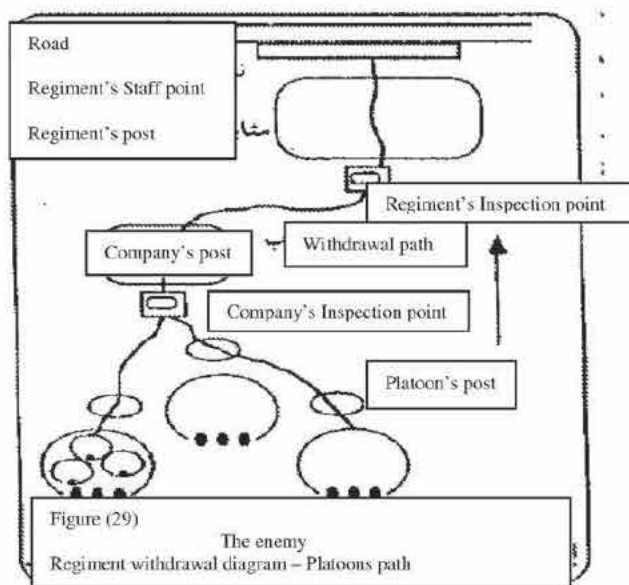 Road
Regiment's Staff point
Regiment's post
Regiment's Inspection point
Company's post
Withdrawal path
Company's Inspection point
Platoon's post
Figure (29)
The enemy
Regiment withdrawal diagram – Platoons path